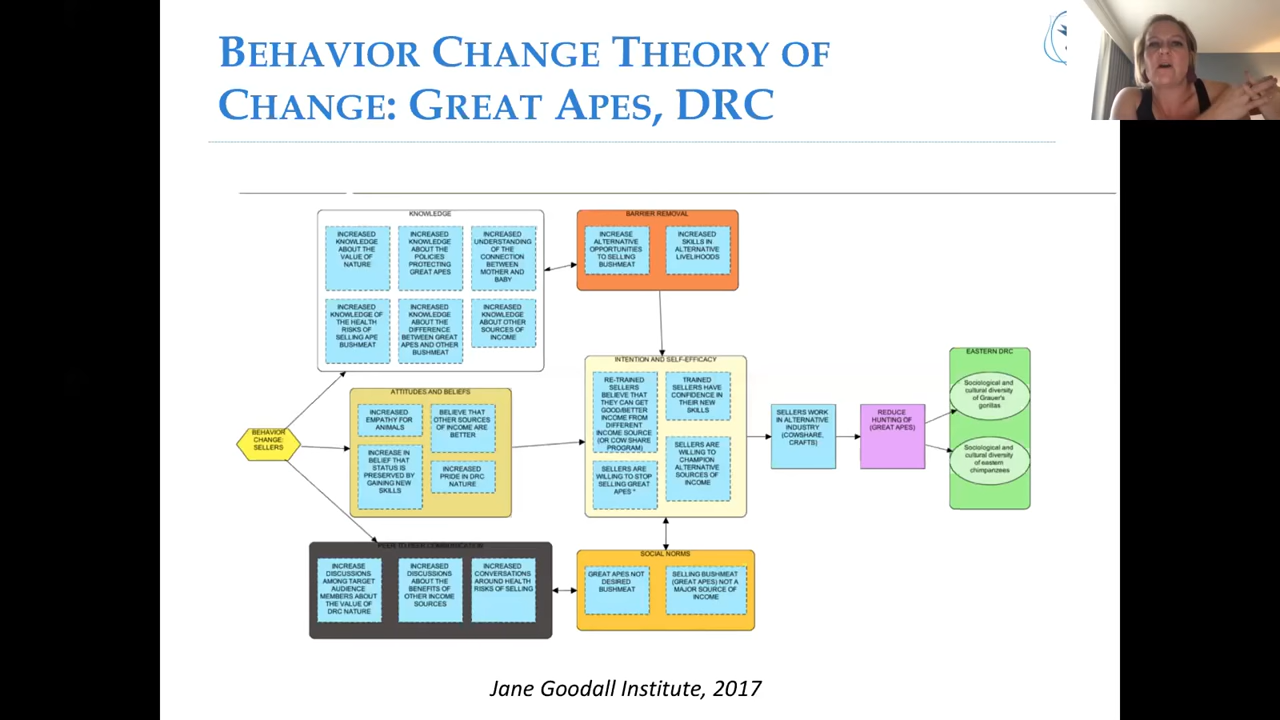 BEHAVIOR CHANGE THEORY OF
CHANGE: GREAT APES, DRC
KNOWLEDGE
INCREASED
KNOWLEDGE
ABOUT THE
VALUE OF
NATURE
INCREASED
KNOWLEDGE
ABOUT THE
POLICIES
PROTECTING
GREAT APES
INCREASED
UNDERSTANDING
OF THE
CONNECTION
BETWEEN
MOTHER AND
BABY
INCREASED
KNOWLEDGE OF
THE HEALTH
RISKS OF
SELLING APE
BUSHMEAT
INCREASED
KNOWLEDGE
ABOUT THE
DIFFERENCE
BETWEEN GREAT
APES AND OTHER
BUSHMEAT
INCREASED
KNOWLEDGE
ABOUT OTHER
SOURCES OF
INCOME
BARRIER REMOVAL
INCREASE
ALTERNATIVE
OPPORTUNITIES
TO SELLING
BUSHMEAT
INCREASED
SKILLS IN
ALTERNATIVE
LIVELIHOODS
BEHAVIOR
CHANGE:
SELLERS
ATTITUDES AND BELIEFS
INCREASED
EMPATHY FOR
ANIMALS
BELIEVE THAT
OTHER SOURCES
OF INCOME ARE
BETTER
INCREASE IN
BELIEF THAT
STATUS IS
PRESERVED BY
GAINING NEW
SKILLS
INCREASED
PRIDE IN DRC
NATURE
INTENTION AND SELF-EFFICACY
RE-TRAINED
SELLERS
BELIEVE THAT
THEY CAN GET
GOOD/BETTER
INCOME FROM
DIFFERENT
INCOME SOURCE
(OR COW SHARE
PROGRAM)
TRAINED
SELLERS HAVE
CONFIDENCE IN
THEIR NEW
SKILLS
SELLERS ARE
WILLING TO STOP
SELLING GREAT
APES "
SELLERS ARE
WILLING TO
CHAMPION
ALTERNATIVE
SOURCES OF
INCOME
SELLERS WORK
IN ALTERNATIVE
INDUSTRY
(COWSHARE,
CRAFTS)
REDUCE
HUNTING OF
(GREAT APES)
EASTERN DRC
Sociological and
cultural diversity
of Grauer's
gorillas
Sociological and
cultural diversity
of eastern
chimpanzees
PEER TO PEER COMMUNICATION
INCREASE
DISCUSSIONS
AMONG TARGET
AUDIENCE
MEMBERS ABOUT
THE VALUE OF
DRC NATURE
INCREASED
DISCUSSIONS
ABOUT THE
BENEFITS OF
OTHER INCOME
SOURCES
INCREASED
CONVERSATIONS
AROUND HEALTH
RISKS OF SELLING
SOCIAL NORMS
GREAT APES NOT
DESIRED
BUSHMEAT
SELLING BUSHMEAT
(GREAT APES) NOT A
MAJOR SOURCE OF
INCOME
Jane Goodall Institute, 2017